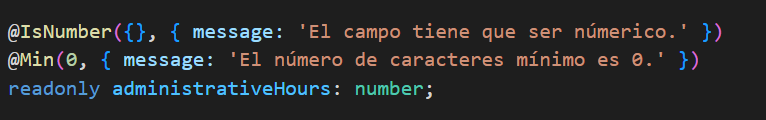 @IsNumber({}, { message: 'El campo tiene que ser númerico.' })
@Min(0, { message: 'El número de caracteres mínimo es 0.' })
readonly administrativeHours: number;